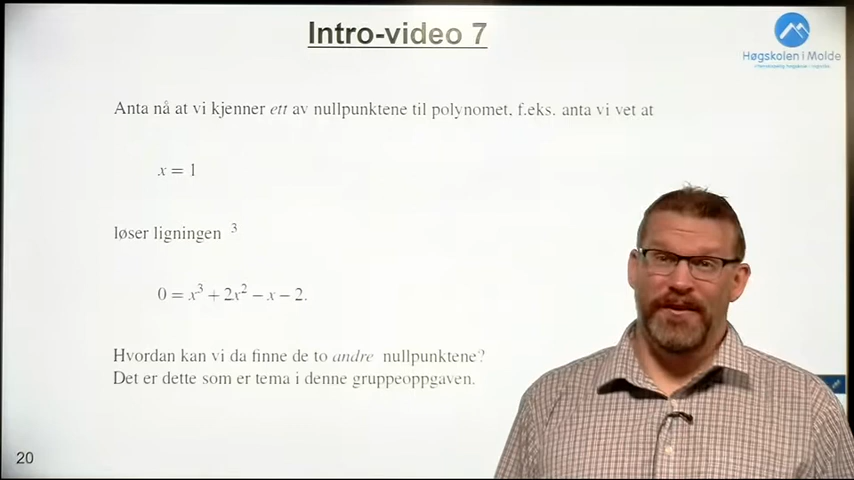 Intro-video 7
Høgskolen i Molde
Anta nå at vi kjenner ett av nullpunktene til polynomet, f.eks. anta vi vet at
x = 1
løser ligningen ³
0 = x³ + 2x² − x − 2.
Hvordan kan vi da finne de to andre nullpunktene?
Det er dette som er tema i denne gruppeoppgaven.
20